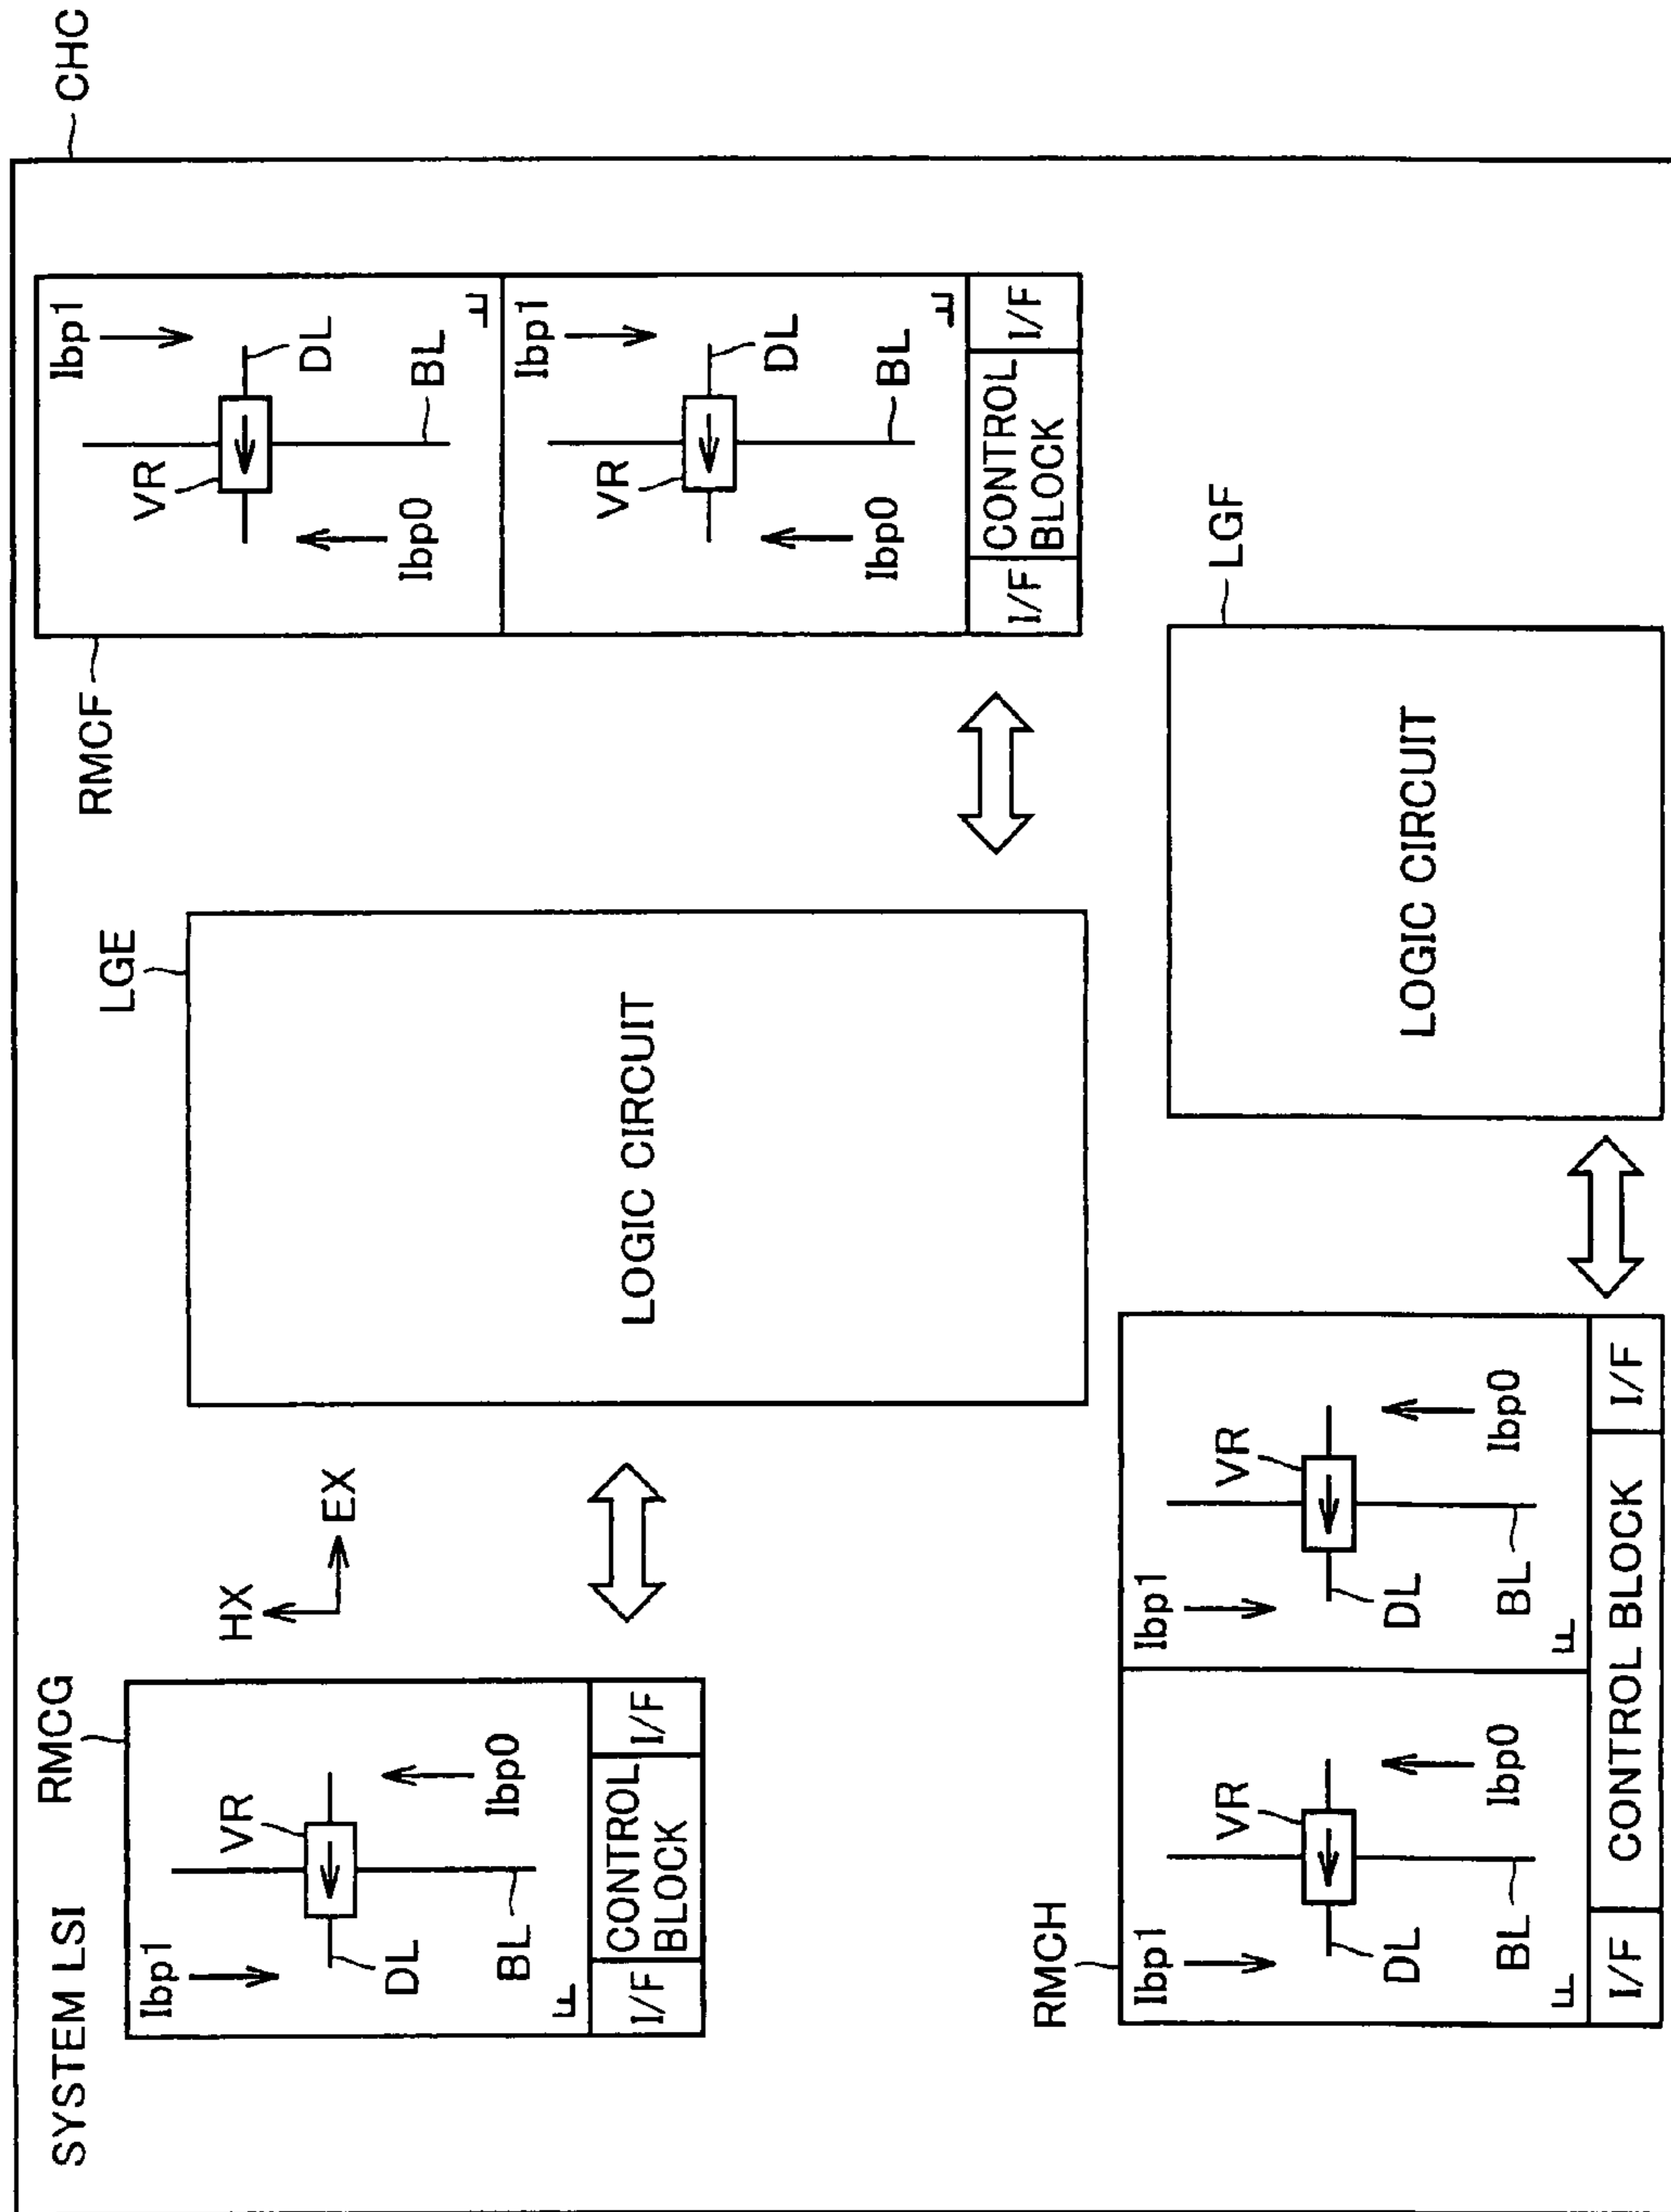 SYSTEM LSI
CHC
RMCG
Ibp1
VR
DL
Ibp0
BL
F
I/F
CONTROL
BLOCK
I/F
HX
EX
LGE
LOGIC CIRCUIT
RMCF
Ibp1
VR
DL
Ibp0
BL
F
Ibp1
VR
DL
Ibp0
BL
F
I/F
CONTROL
BLOCK
I/F
RMCH
Ibp1
VR
DL
Ibp0
BL
F
Ibp1
VR
DL
Ibp0
BL
F
I/F
CONTROL BLOCK
I/F
LGF
LOGIC CIRCUIT